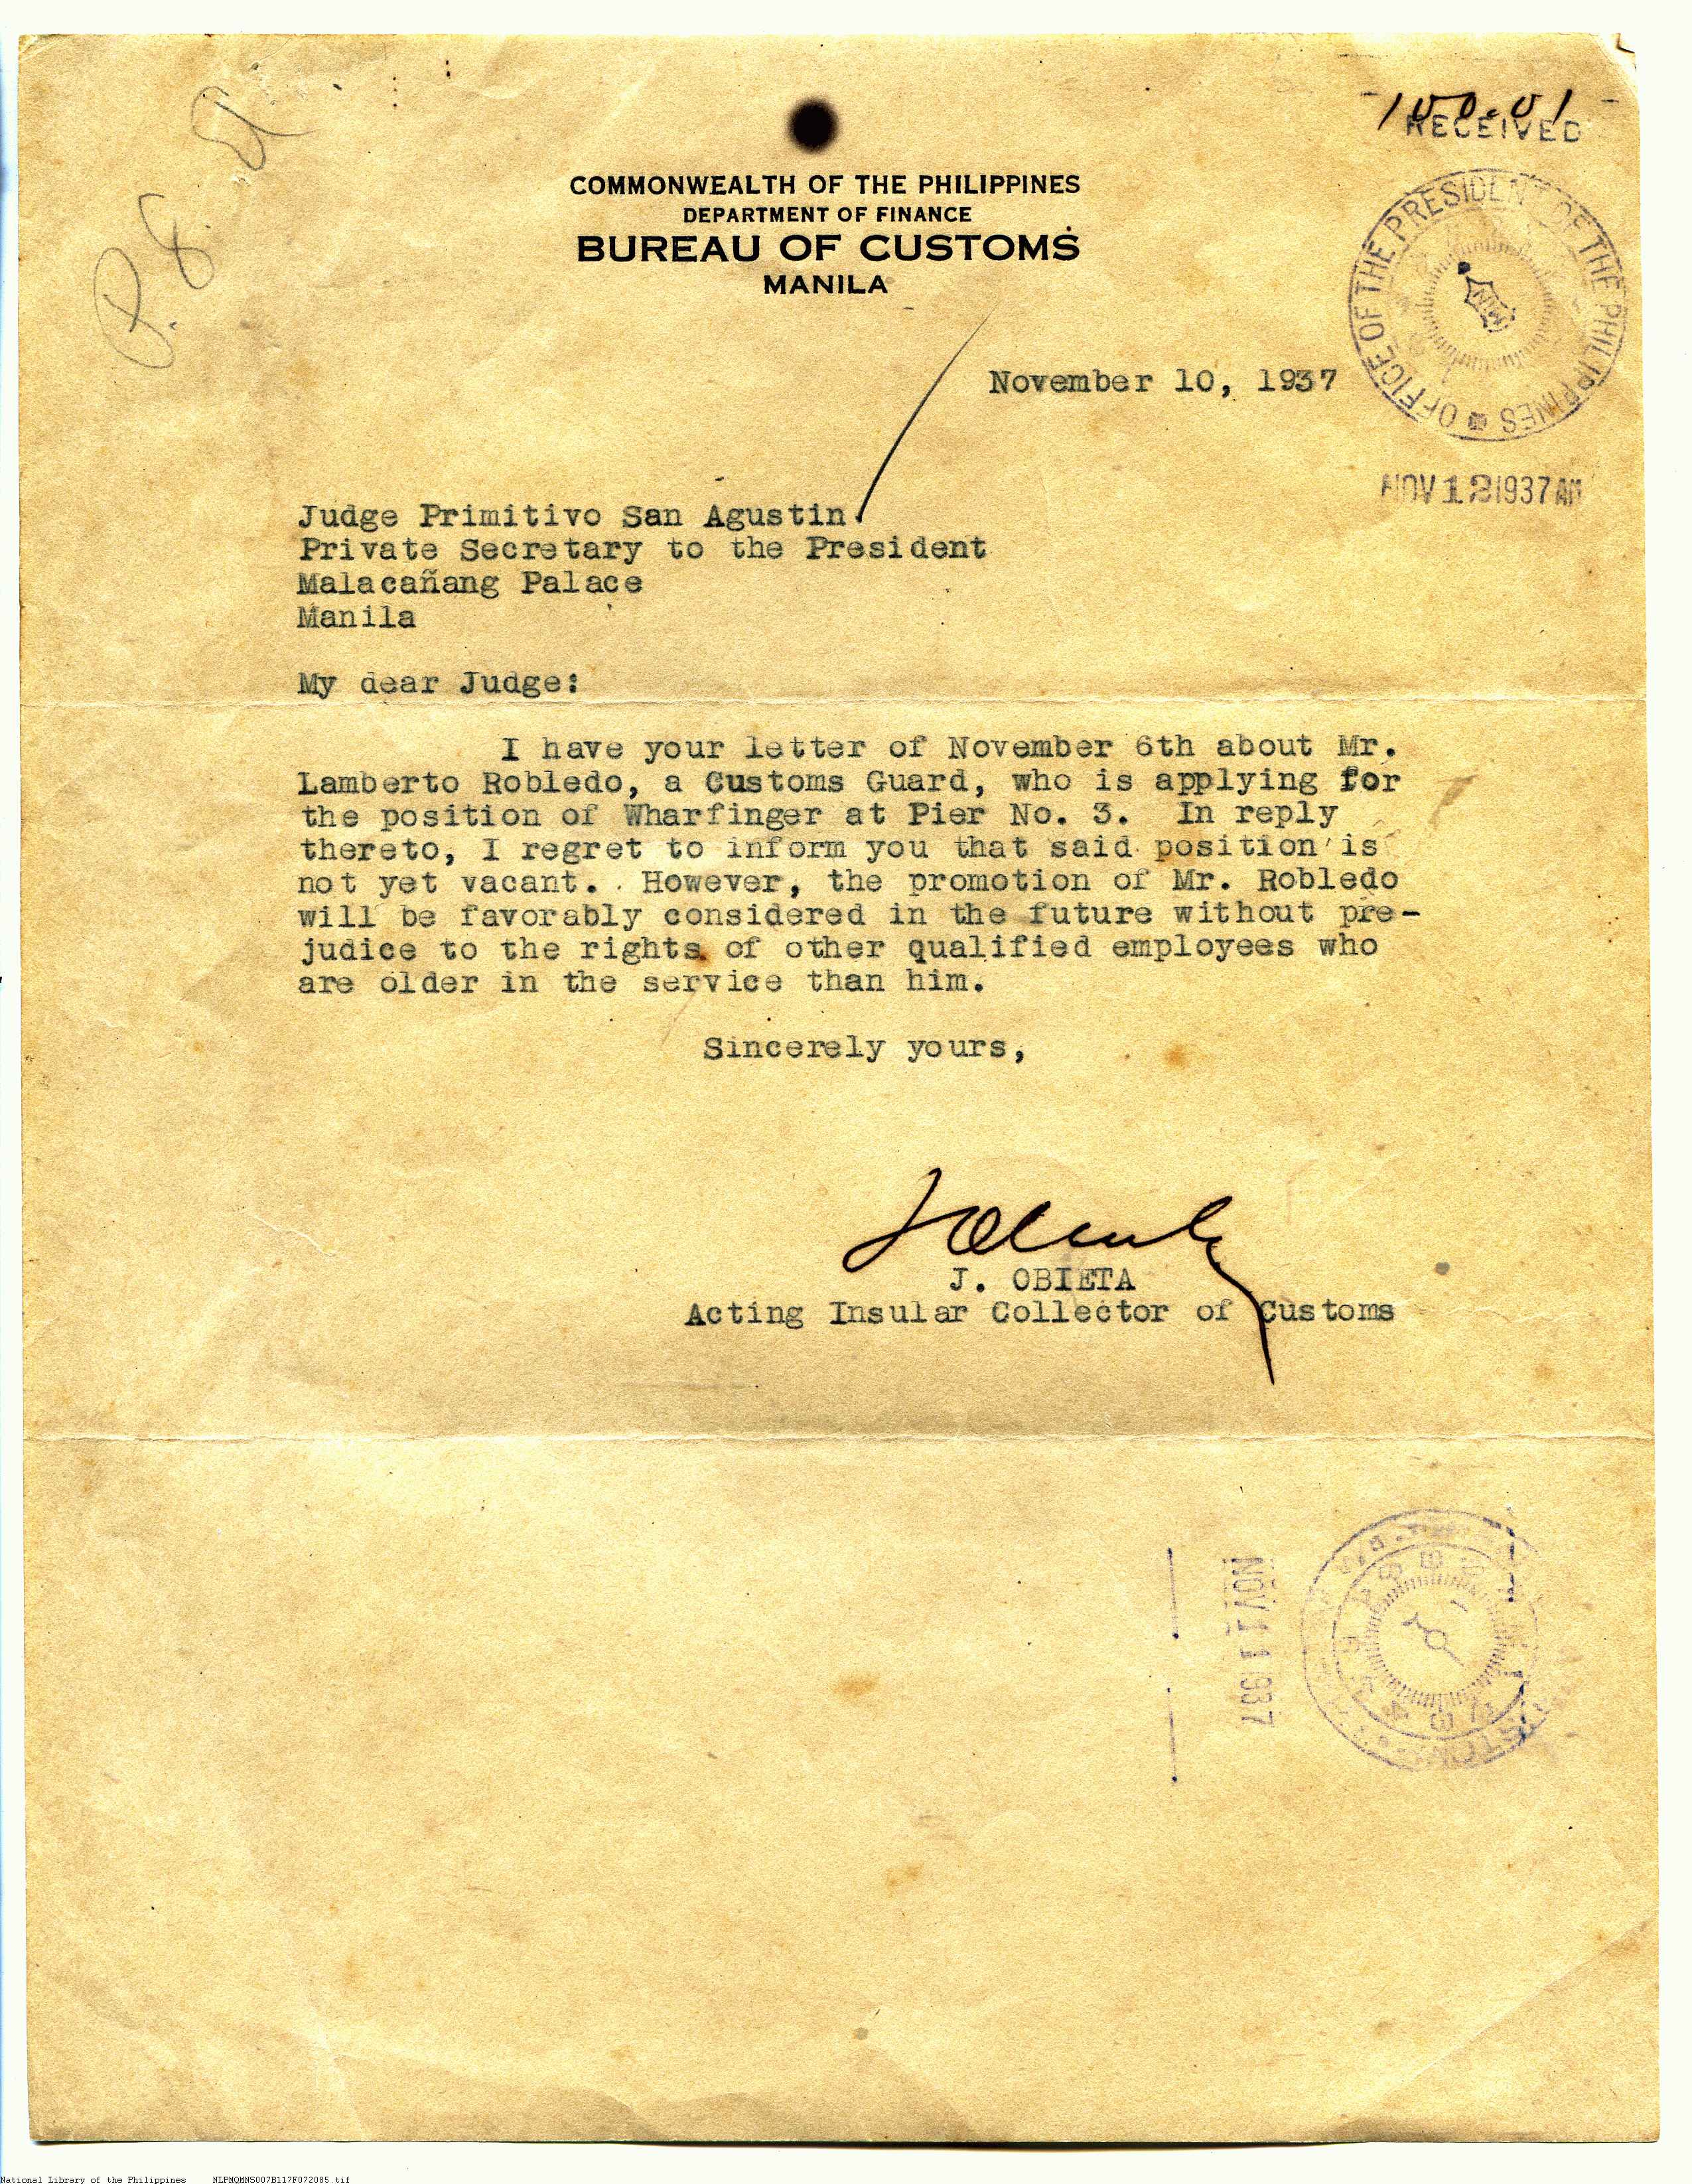 RECEIVED
COMMONWEALTH OF THE PHILIPPINES
DEPARTMENT OF FINANCE
BUREAU OF CUSTOMS
MANILA
OFFICE OF THE PRESIDENT OF THE PHILIPPINES
November 10, 1937
NOV 12 1937 AM
Judge Primitivo San Agustin
Private Secretary to the President
Malacañang Palace
Manila
My dear Judge:
I have your letter of November 6th about Mr.
Lamberto Robledo, a Customs Guard, who is applying for
the position of Wharfinger at Pier No. 3. In reply
thereto, I regret to inform you that said position is
not yet vacant. However, the promotion of Mr. Robledo
will be favorably considered in the future without pre-
judice to the rights of other qualified employees who
are older in the service than him.
Sincerely yours,
J. OBIETA
Acting Insular Collector of Customs
NOV 11 1937
National Library of the Philippines NLPMQMNS007B117F072085.tif